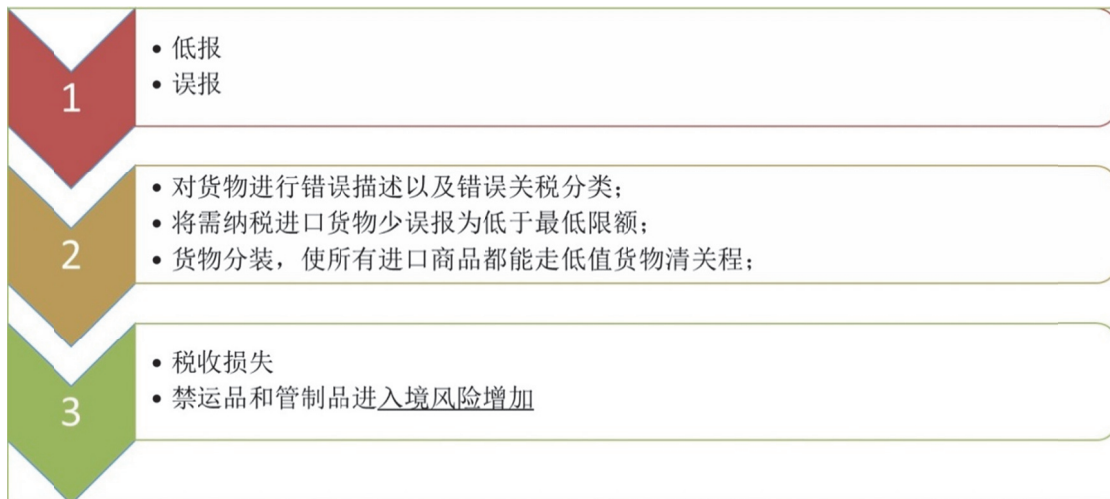 1
• 低报
• 误报
2
• 对货物进行错误描述以及错误关税分类；
• 将需纳税进口货物少误报为低于最低限额；
• 货物分装，使所有进口商品都能走低值货物清关程；
3
• 税收损失
• 禁运品和管制品进入境风险增加